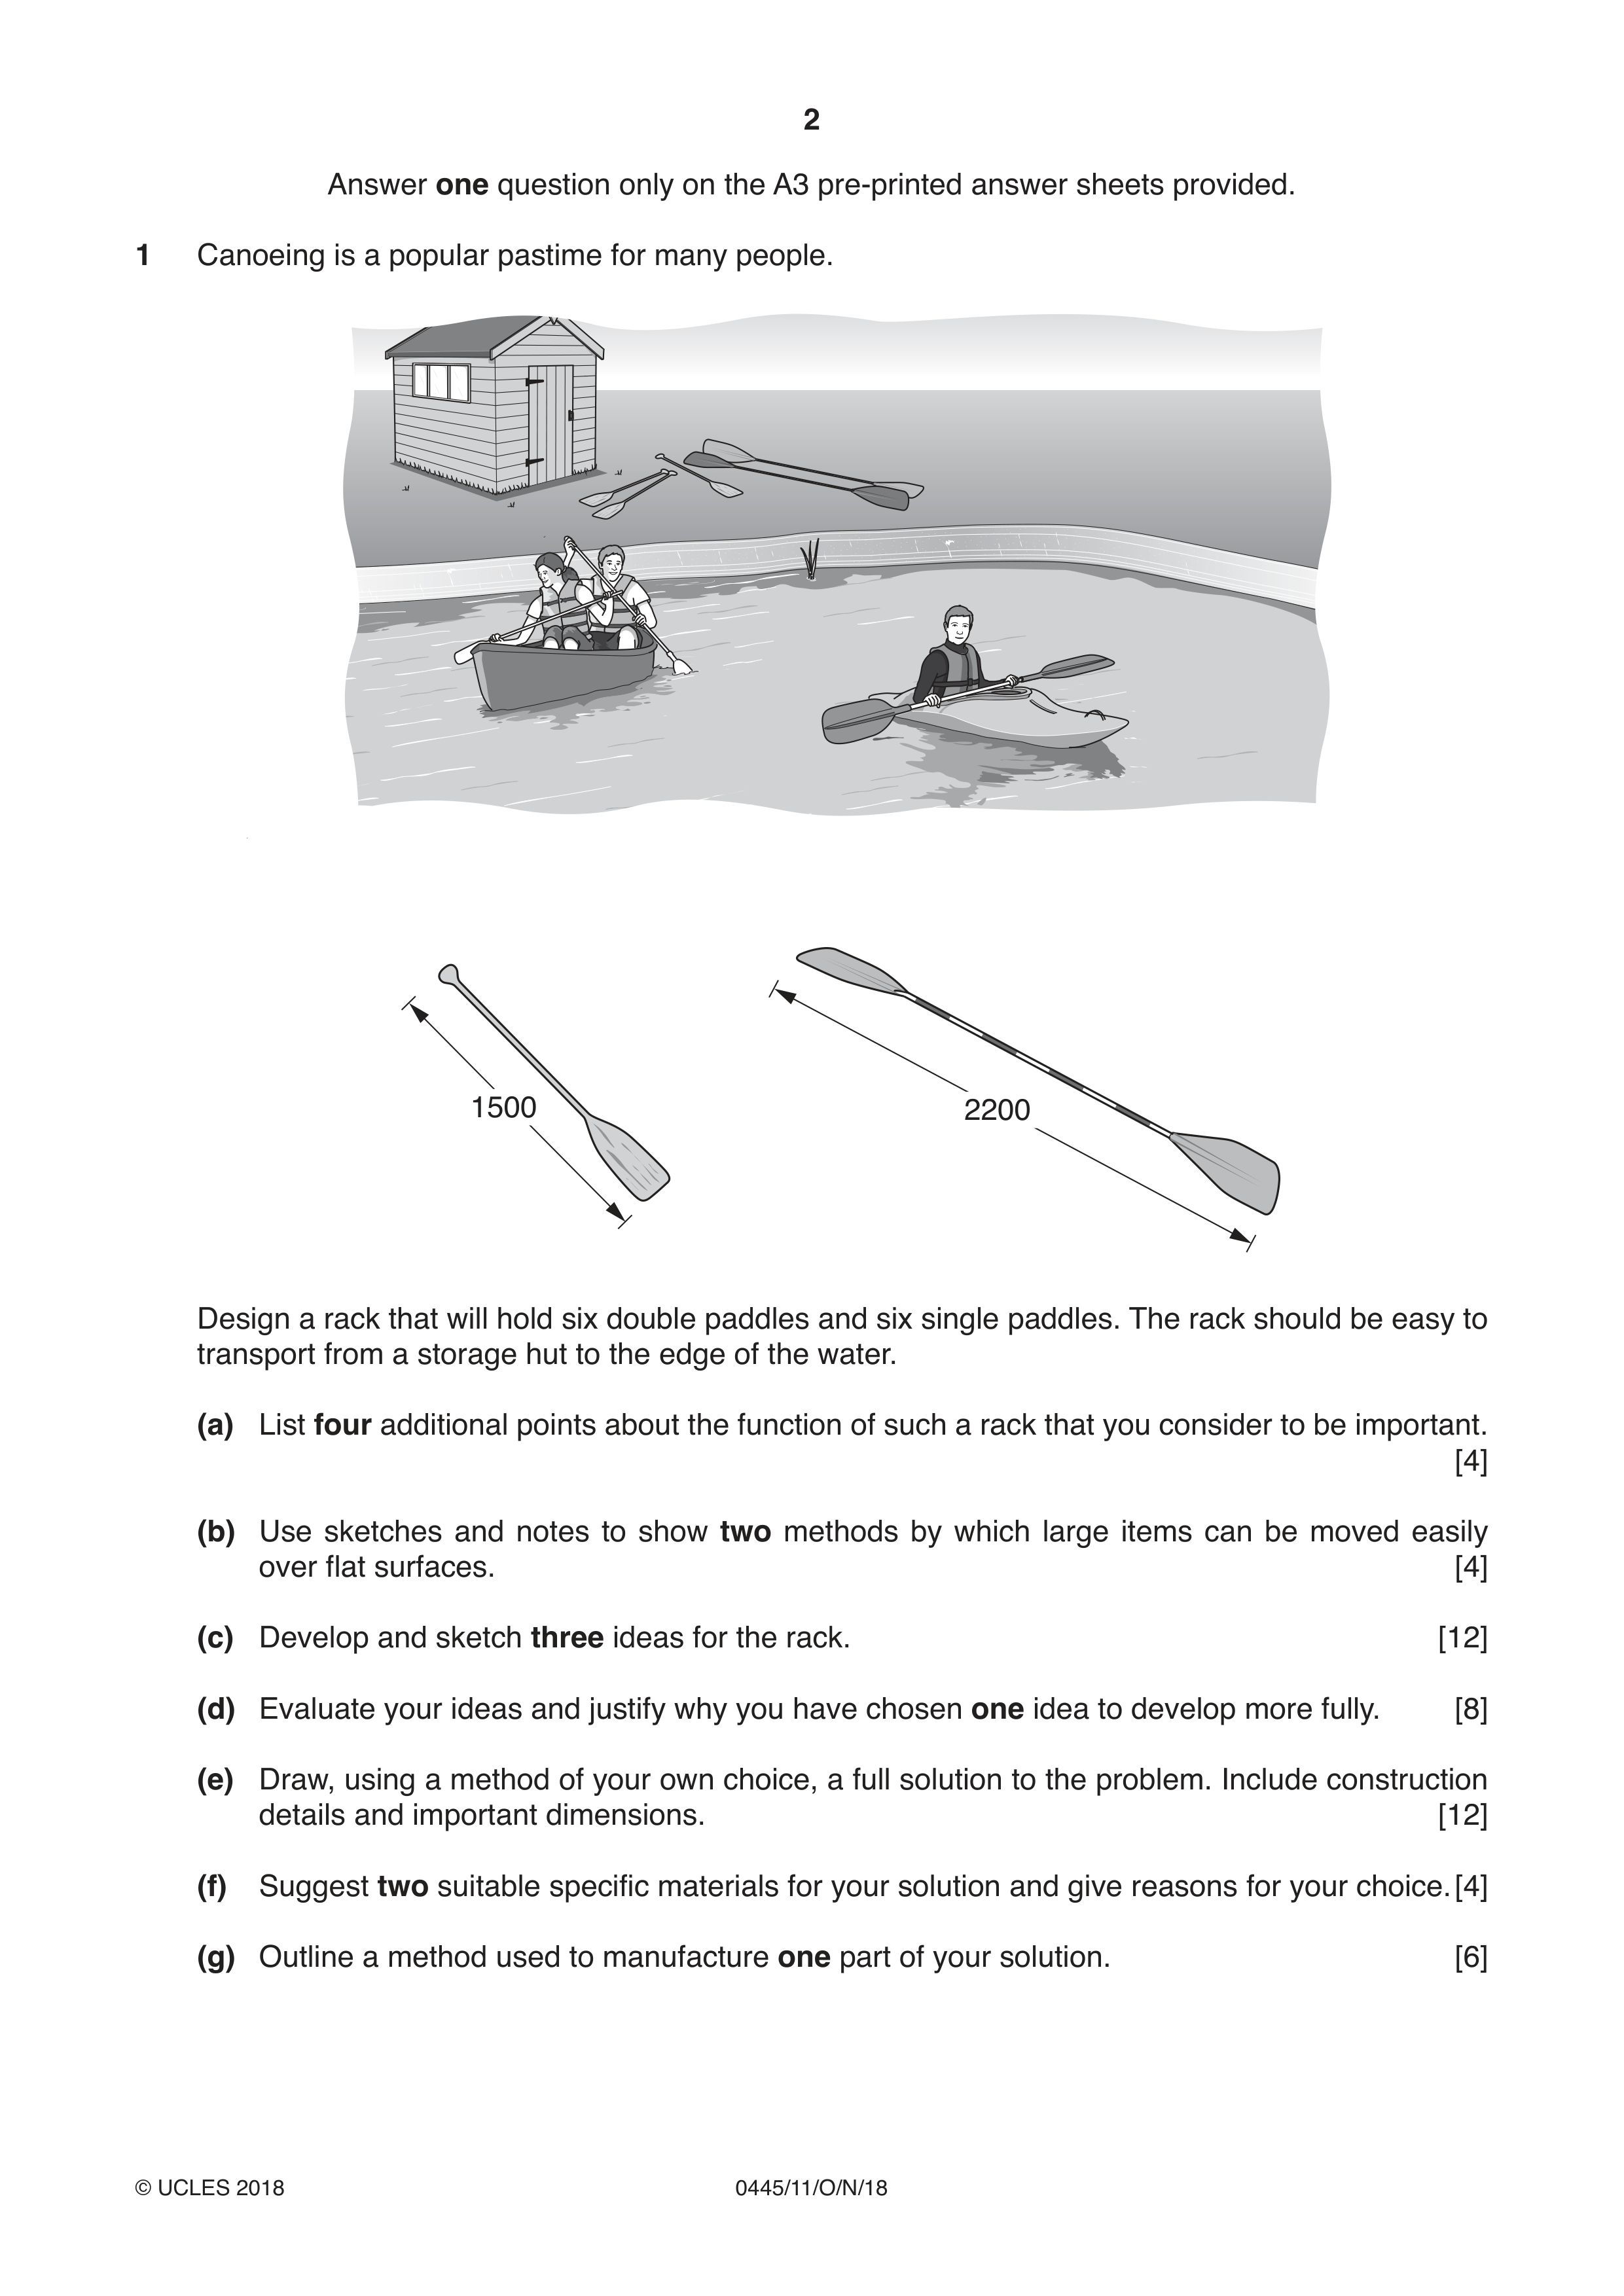 2
Answer one question only on the A3 pre-printed answer sheets provided.
1 Canoeing is a popular pastime for many people.
1500
2200
Design a rack that will hold six double paddles and six single paddles. The rack should be easy to
transport from a storage hut to the edge of the water.
(a) List four additional points about the function of such a rack that you consider to be important.
[4]
(b) Use sketches and notes to show two methods by which large items can be moved easily
over flat surfaces. [4]
(c) Develop and sketch three ideas for the rack. [12]
(d) Evaluate your ideas and justify why you have chosen one idea to develop more fully. [8]
(e) Draw, using a method of your own choice, a full solution to the problem. Include construction
details and important dimensions. [12]
(f) Suggest two suitable specific materials for your solution and give reasons for your choice. [4]
(g) Outline a method used to manufacture one part of your solution. [6]
© UCLES 2018 0445/11/O/N/18